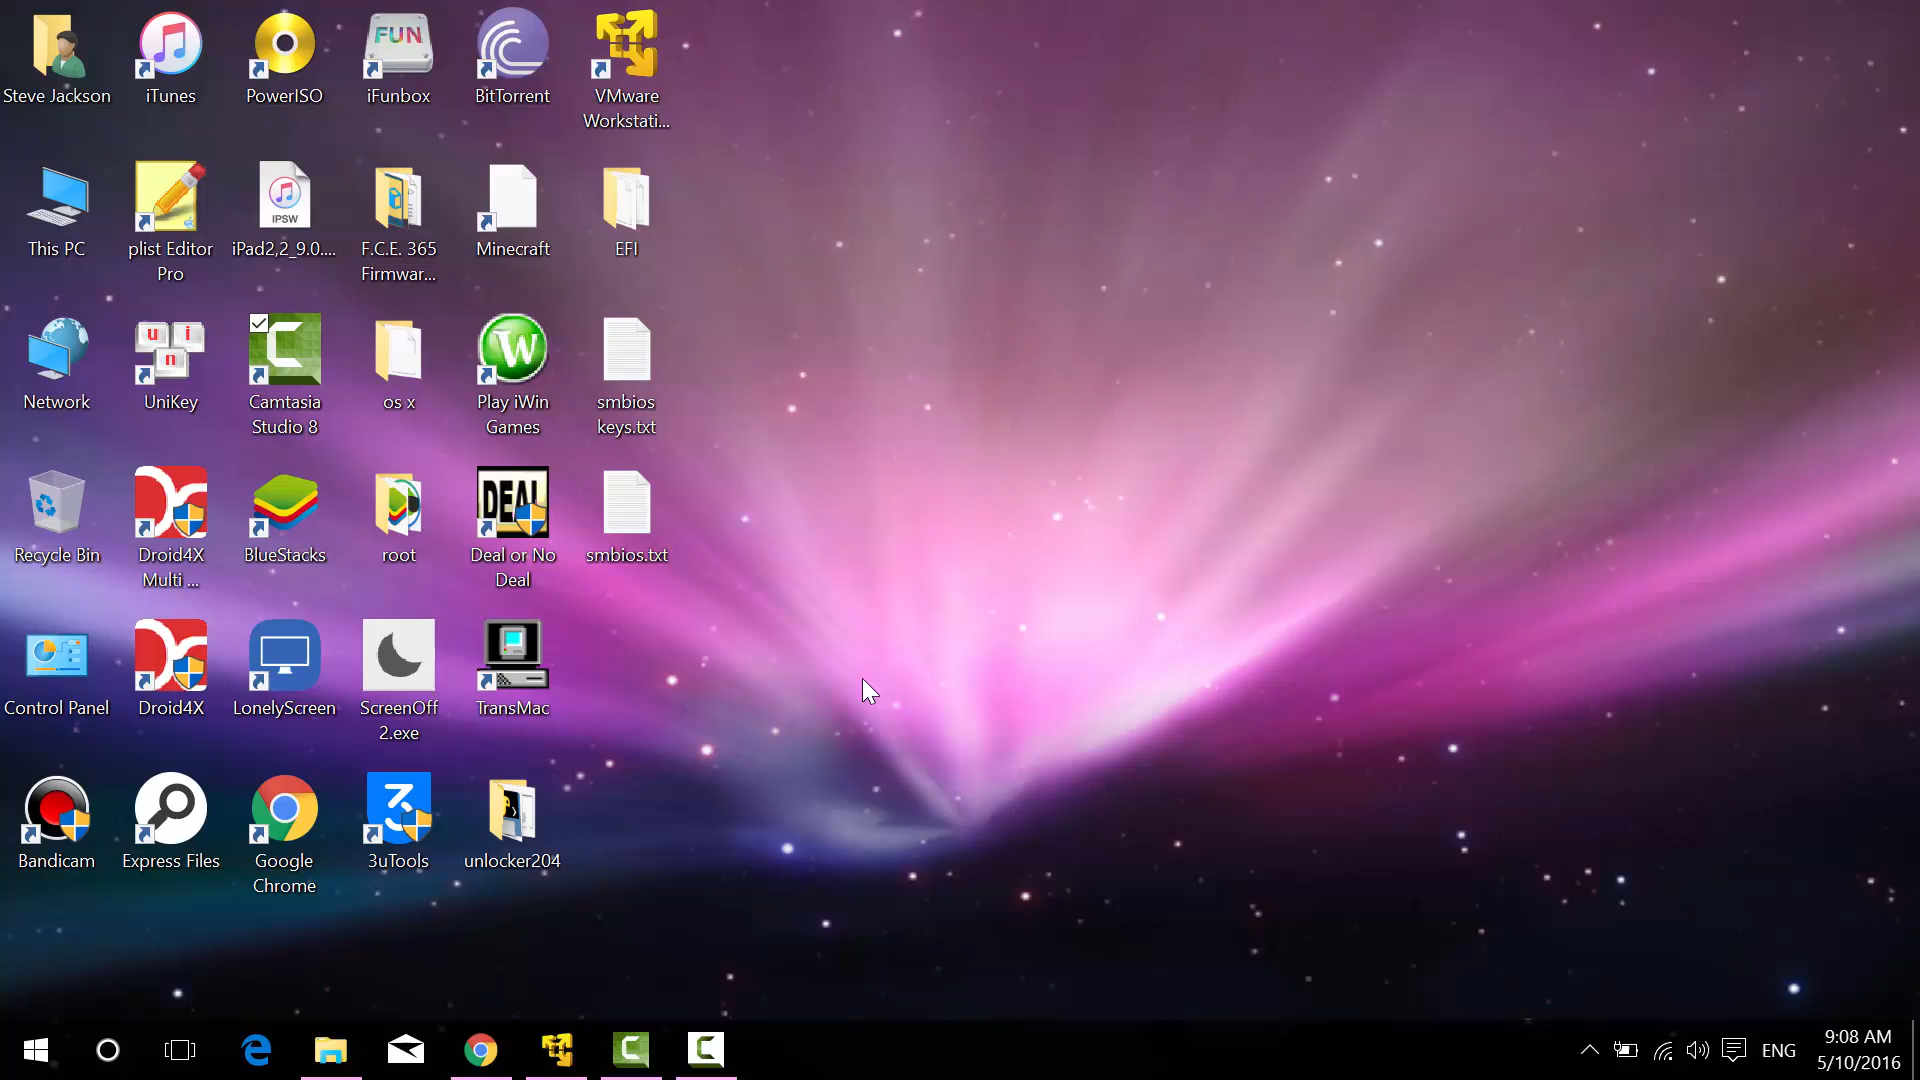 Steve Jackson
iTunes
PowerISO
FUN
iFunbox
BitTorrent
VMware
Workstati...
This PC
plist Editor
Pro
IPSW
iPad2,2_9.0....
F.C.E. 365
Firmwar...
Minecraft
EFI
Network
u i
n
UniKey
Camtasia
Studio 8
os x
W
Play iWin
Games
smbios
keys.txt
Recycle Bin
Droid4X
Multi ...
BlueStacks
root
DEAL
Deal or No
Deal
smbios.txt
Control Panel
Droid4X
LonelyScreen
ScreenOff
2.exe
TransMac
Bandicam
Express Files
Google
Chrome
3uTools
unlocker204
ENG
9:08 AM
5/10/2016